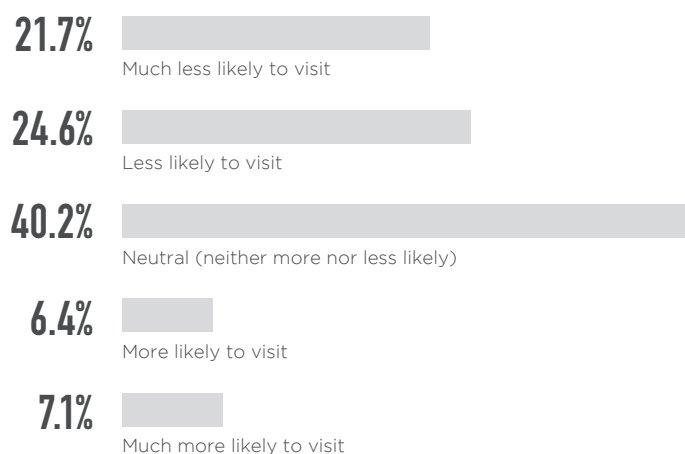 21.7%
Much less likely to visit
24.6%
Less likely to visit
40.2%
Neutral (neither more nor less likely)
6.4%
More likely to visit
7.1%
Much more likely to visit